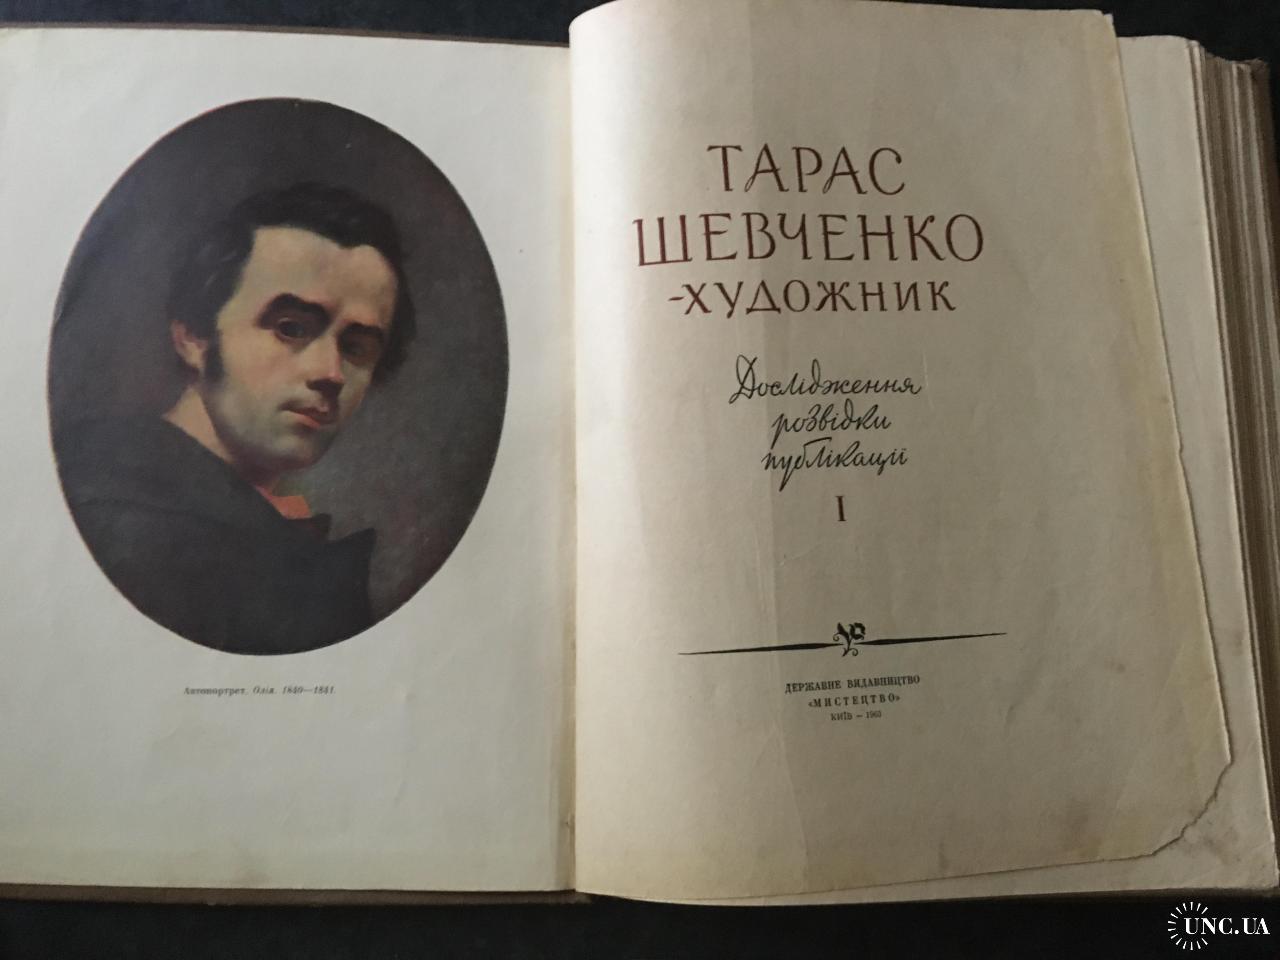 Автопортрет. Олія. 1840—1841.
ТАРАС
ШЕВЧЕНКО
-ХУДОЖНИК
Дослідження
розвідки
публікації
I
ДЕРЖАВНЕ ВИДАВНИЦТВО
«МИСТЕЦТВО»
КИЇВ — 1963
UNC.UA